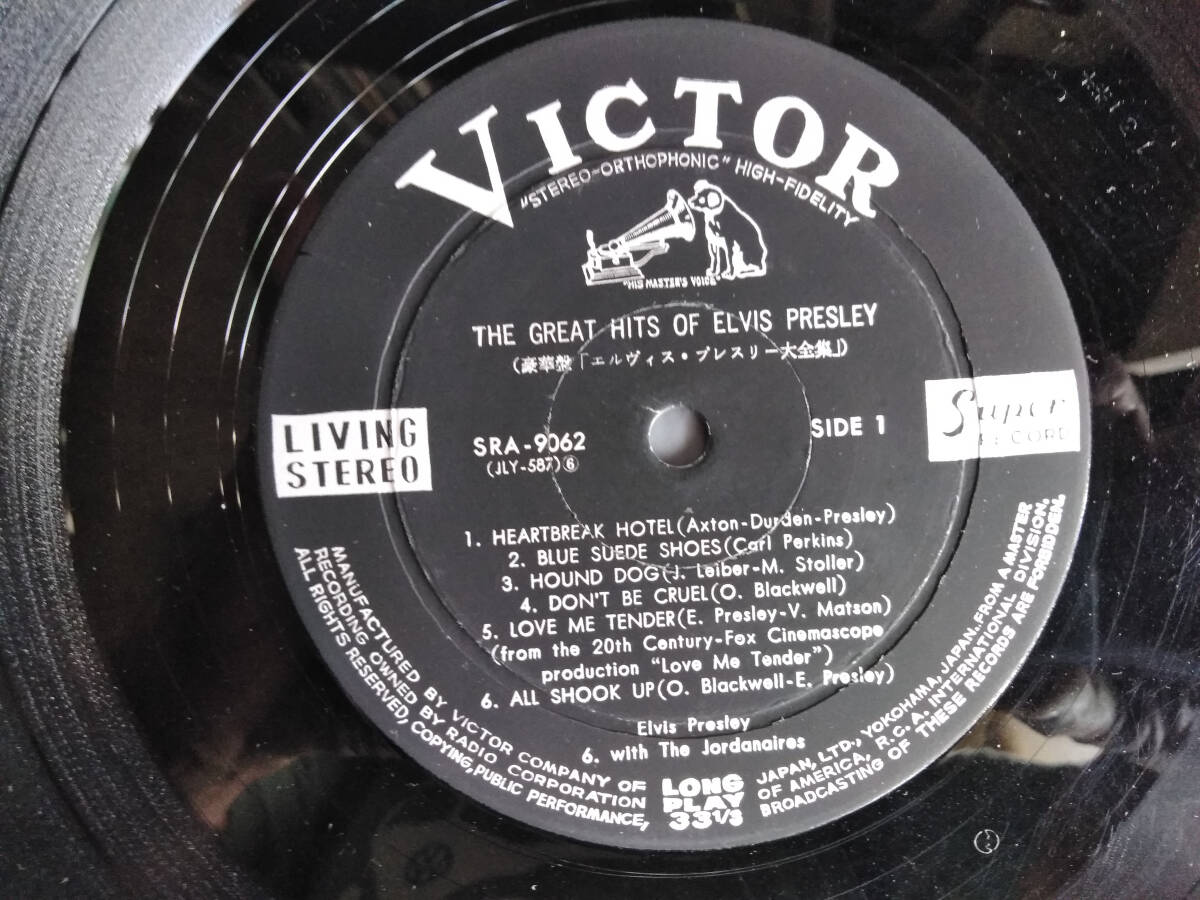 VICTOR
"STEREO-ORTHOPHONIC" HIGH-FIDELITY
"HIS MASTER'S VOICE"
THE GREAT HITS OF ELVIS PRESLEY
(豪華盤「エルヴィス・プレスリー大全集」)
LIVING
STEREO
SRA-9062
(JLY-587)⑥
SIDE 1
Super
RECORD
1. HEARTBREAK HOTEL(Axton-Durden-Presley)
2. BLUE SUEDE SHOES(Carl Perkins)
3. HOUND DOG(J. Leiber-M. Stoller)
4. DON'T BE CRUEL(O. Blackwell)
5. LOVE ME TENDER(E. Presley-V. Matson)
(from the 20th Century-Fox Cinemascope
production "Love Me Tender")
6. ALL SHOOK UP(O. Blackwell-E. Presley)
Elvis Presley
6. with The Jordanaires
LONG
PLAY
33 1/3
MANUFACTURED BY VICTOR COMPANY OF JAPAN, LTD., YOKOHAMA, JAPAN. FROM A MASTER
RECORDING OWNED BY RADIO CORPORATION OF AMERICA, R.C.A. INTERNATIONAL DIVISION.
ALL RIGHTS RESERVED, COPYING, PUBLIC PERFORMANCE, BROADCASTING OF THESE RECORDS ARE FORBIDDEN.